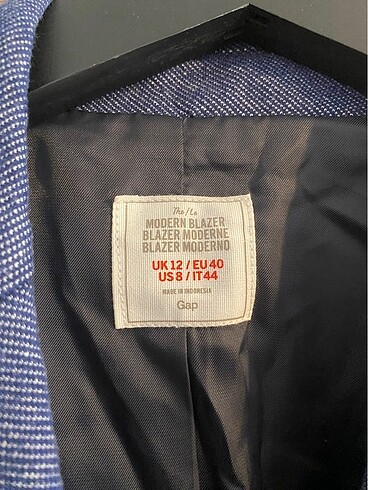 The/Le
MODERN BLAZER
BLAZER MODERNE
BLAZER MODERNO
UK 12 / EU 40
US 8 / IT 44
MADE IN INDONESIA
Gap